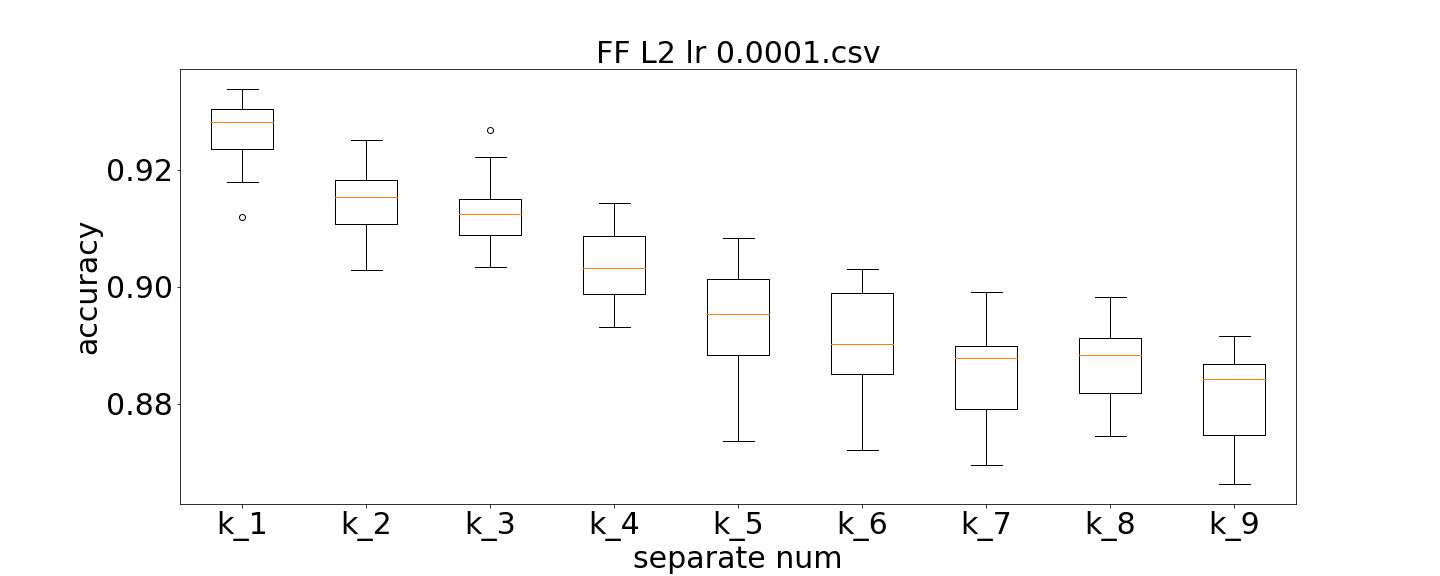 FF L2 lr 0.0001.csv
0.92
0.90
0.88
accuracy
k_1 k_2 k_3 k_4 k_5 k_6 k_7 k_8 k_9
separate num